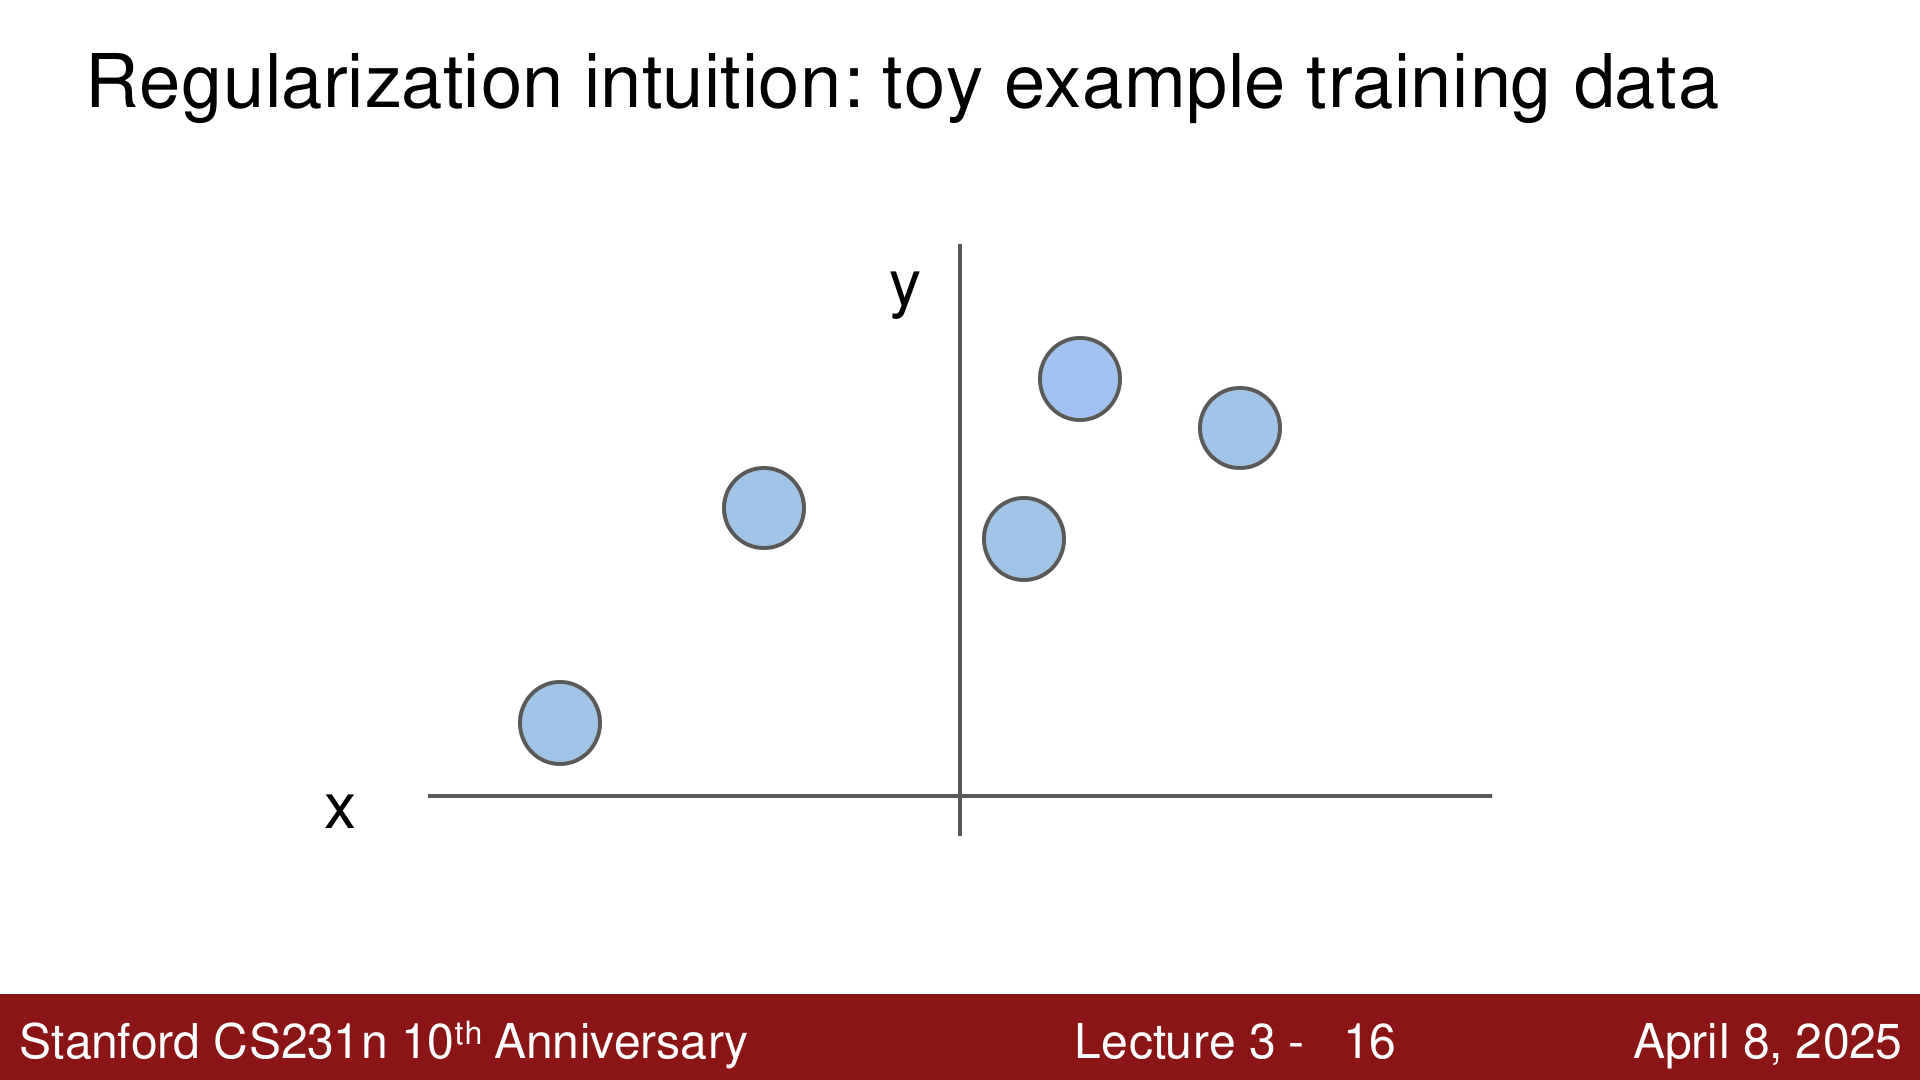 Regularization intuition: toy example training data
y
x
Stanford CS231n 10th Anniversary
Lecture 3 - 16
April 8, 2025